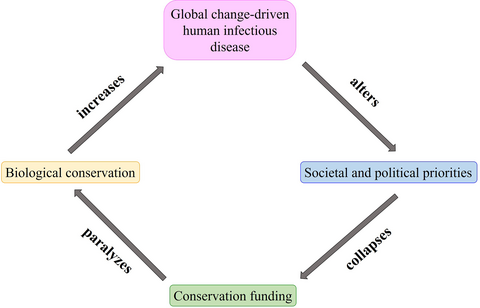 Global change-driven
human infectious
disease
increases
alters
Biological conservation
Societal and political priorities
paralyzes
collapses
Conservation funding